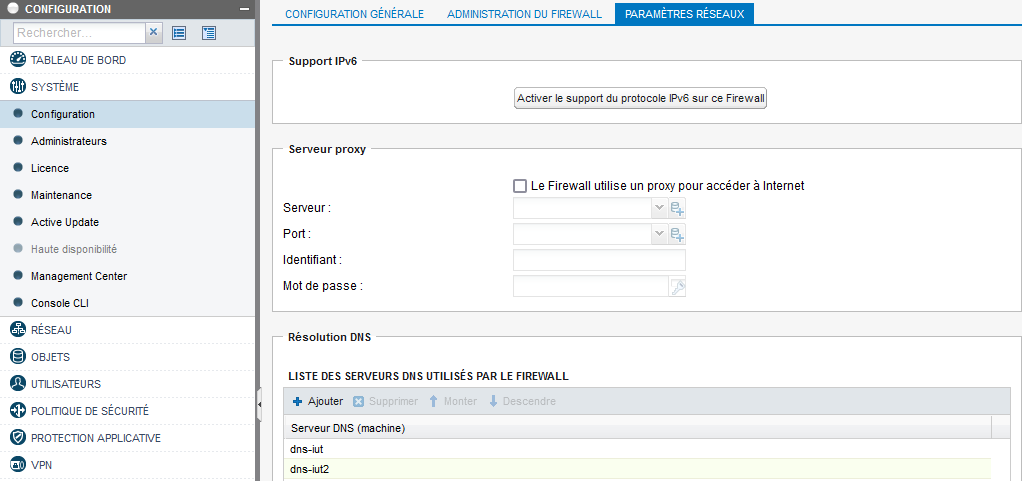 CONFIGURATION
Rechercher...
TABLEAU DE BORD
SYSTÈME
Configuration
Administrateurs
Licence
Maintenance
Active Update
Haute disponibilité
Management Center
Console CLI
RÉSEAU
OBJETS
UTILISATEURS
POLITIQUE DE SÉCURITÉ
PROTECTION APPLICATIVE
VPN
CONFIGURATION GÉNÉRALE ADMINISTRATION DU FIREWALL PARAMÈTRES RÉSEAUX
Support IPv6
Activer le support du protocole IPv6 sur ce Firewall
Serveur proxy
Le Firewall utilise un proxy pour accéder à Internet
Serveur :
Port :
Identifiant :
Mot de passe :
Résolution DNS
LISTE DES SERVEURS DNS UTILISÉS PAR LE FIREWALL
Ajouter Supprimer Monter Descendre
Serveur DNS (machine)
dns-iut
dns-iut2